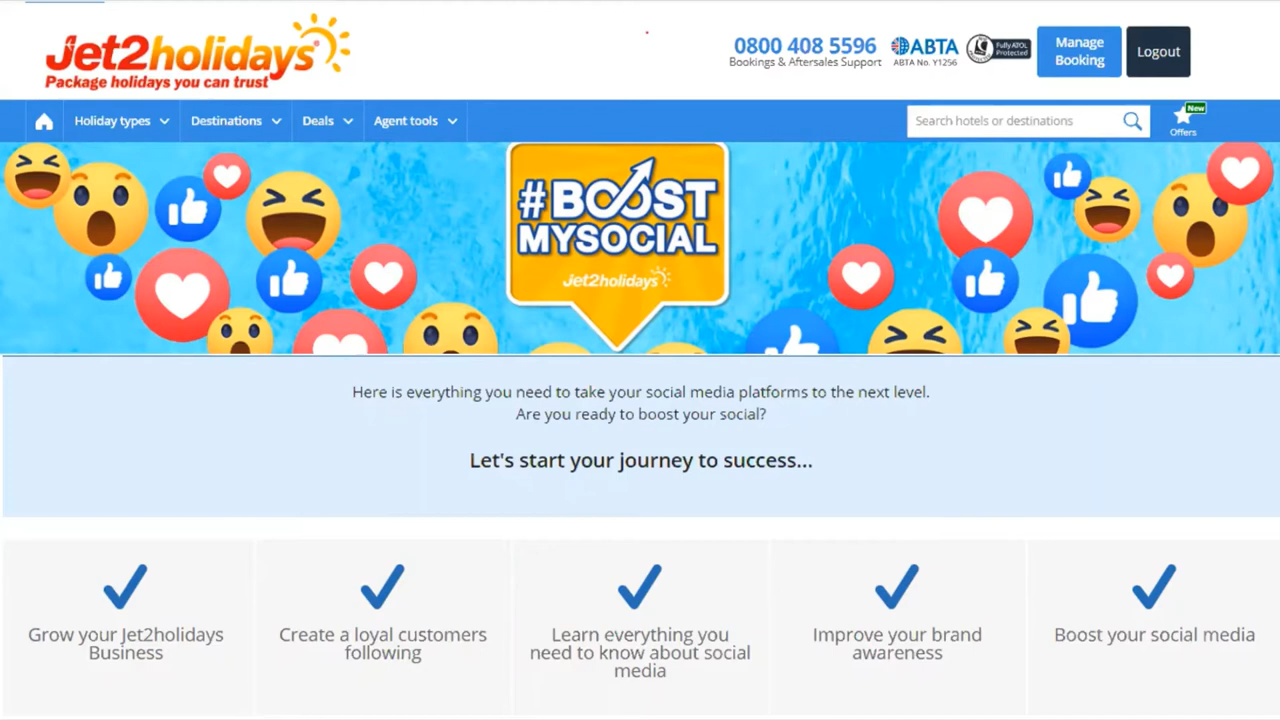 Jet2holidays
Package holidays you can trust
0800 408 5596
Bookings & Aftersales Support
ABTA
ABTA No. Y1256
Fully ATOL
Protected
Manage
Booking
Logout
Holiday types
Destinations
Deals
Agent tools
Search hotels or destinations
New
Offers
#BOOST
MYSOCIAL
Jet2holidays
Here is everything you need to take your social media platforms to the next level.
Are you ready to boost your social?
Let's start your journey to success...
Grow your Jet2holidays
Business
Create a loyal customers
following
Learn everything you
need to know about social
media
Improve your brand
awareness
Boost your social media